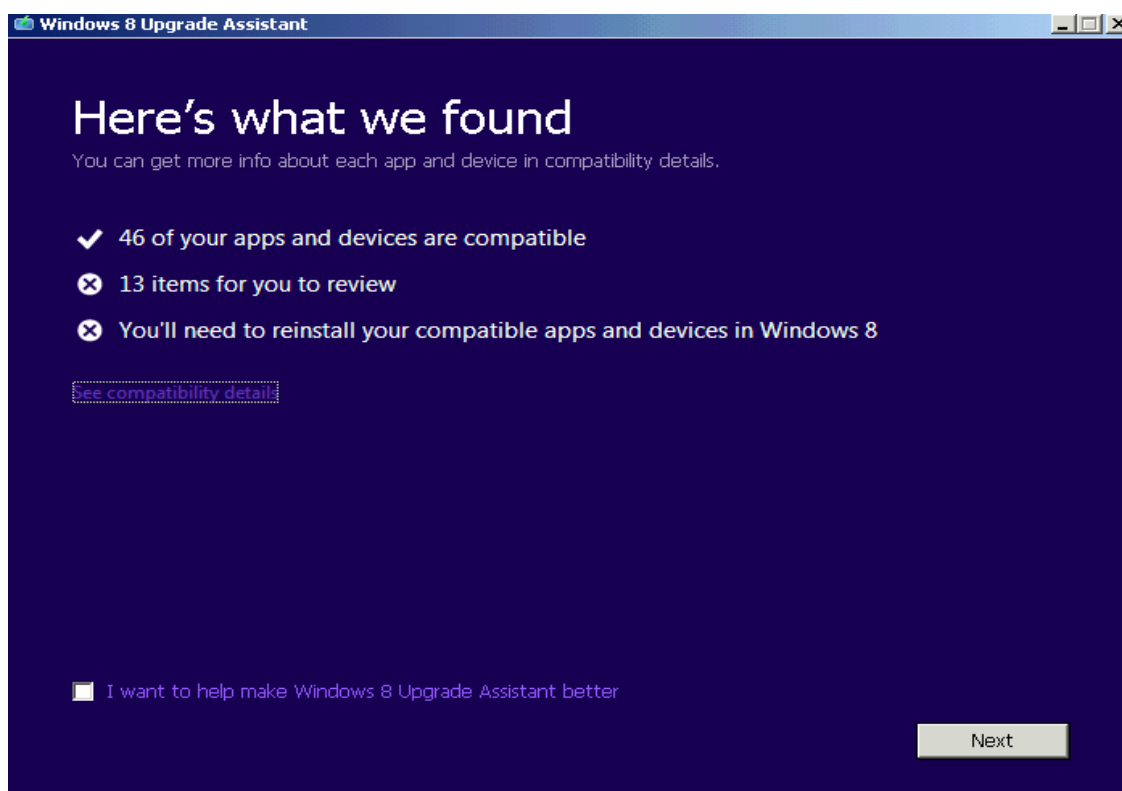 Windows 8 Upgrade Assistant
Here's what we found
You can get more info about each app and device in compatibility details.
46 of your apps and devices are compatible
13 items for you to review
You'll need to reinstall your compatible apps and devices in Windows 8
See compatibility details
I want to help make Windows 8 Upgrade Assistant better
Next